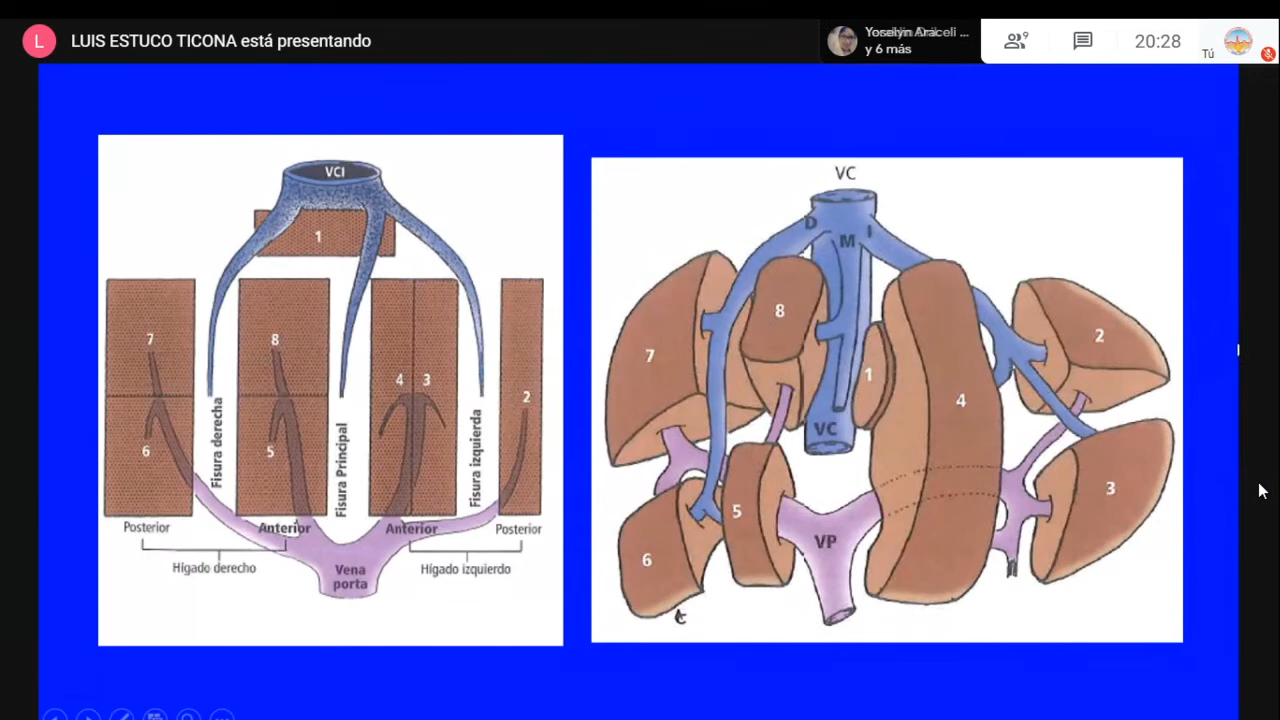 L
LUIS ESTUCO TICONA está presentando
y 6 más
9
20:28
Tú
VCI
1
7
8
4
3
2
6
5
Fisura derecha
Fisura Principal
Fisura izquierda
Posterior
Anterior
Anterior
Posterior
Hígado derecho
Hígado izquierdo
Vena
porta
VC
D
M
I
8
7
2
1
4
VC
3
5
VP
6